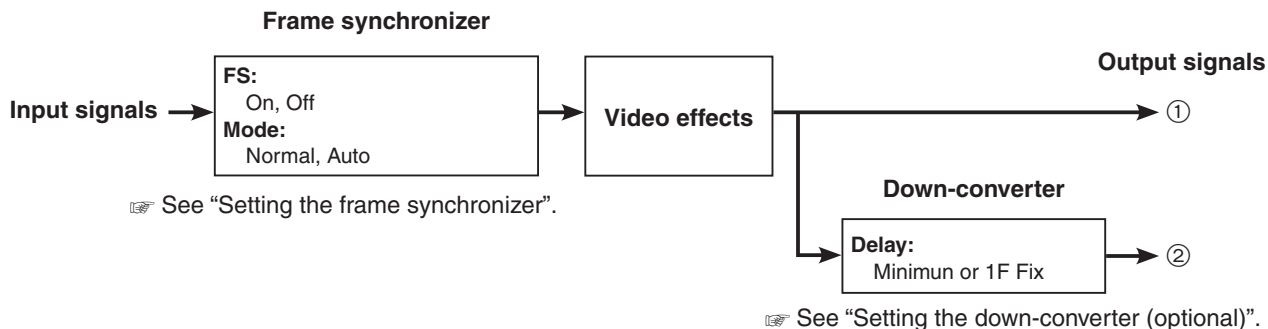 Frame synchronizer
Output signals
Input signals
FS:
On, Off
Mode:
Normal, Auto
Video effects
①
☞ See “Setting the frame synchronizer”.
Down-converter
Delay:
Minimun or 1F Fix
②
☞ See “Setting the down-converter (optional)”.